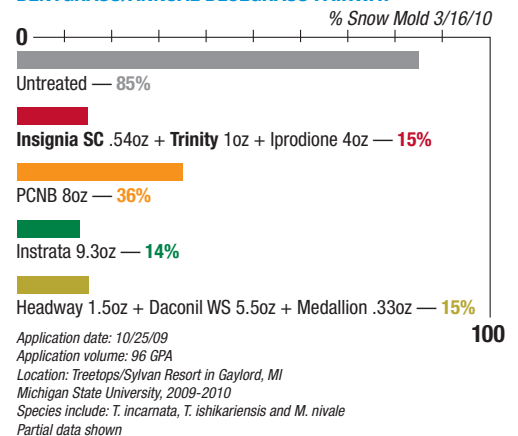 % Snow Mold 3/16/10
0
Untreated — 85%
Insignia SC .54oz + Trinity 1oz + Iprodione 4oz — 15%
PCNB 8oz — 36%
Instrata 9.3oz — 14%
Headway 1.5oz + Daconil WS 5.5oz + Medallion .33oz — 15%
100
Application date: 10/25/09
Application volume: 96 GPA
Location: Treetops/Sylvan Resort in Gaylord, MI
Michigan State University, 2009-2010
Species include: T. incarnata, T. ishikariensis and M. nivale
Partial data shown